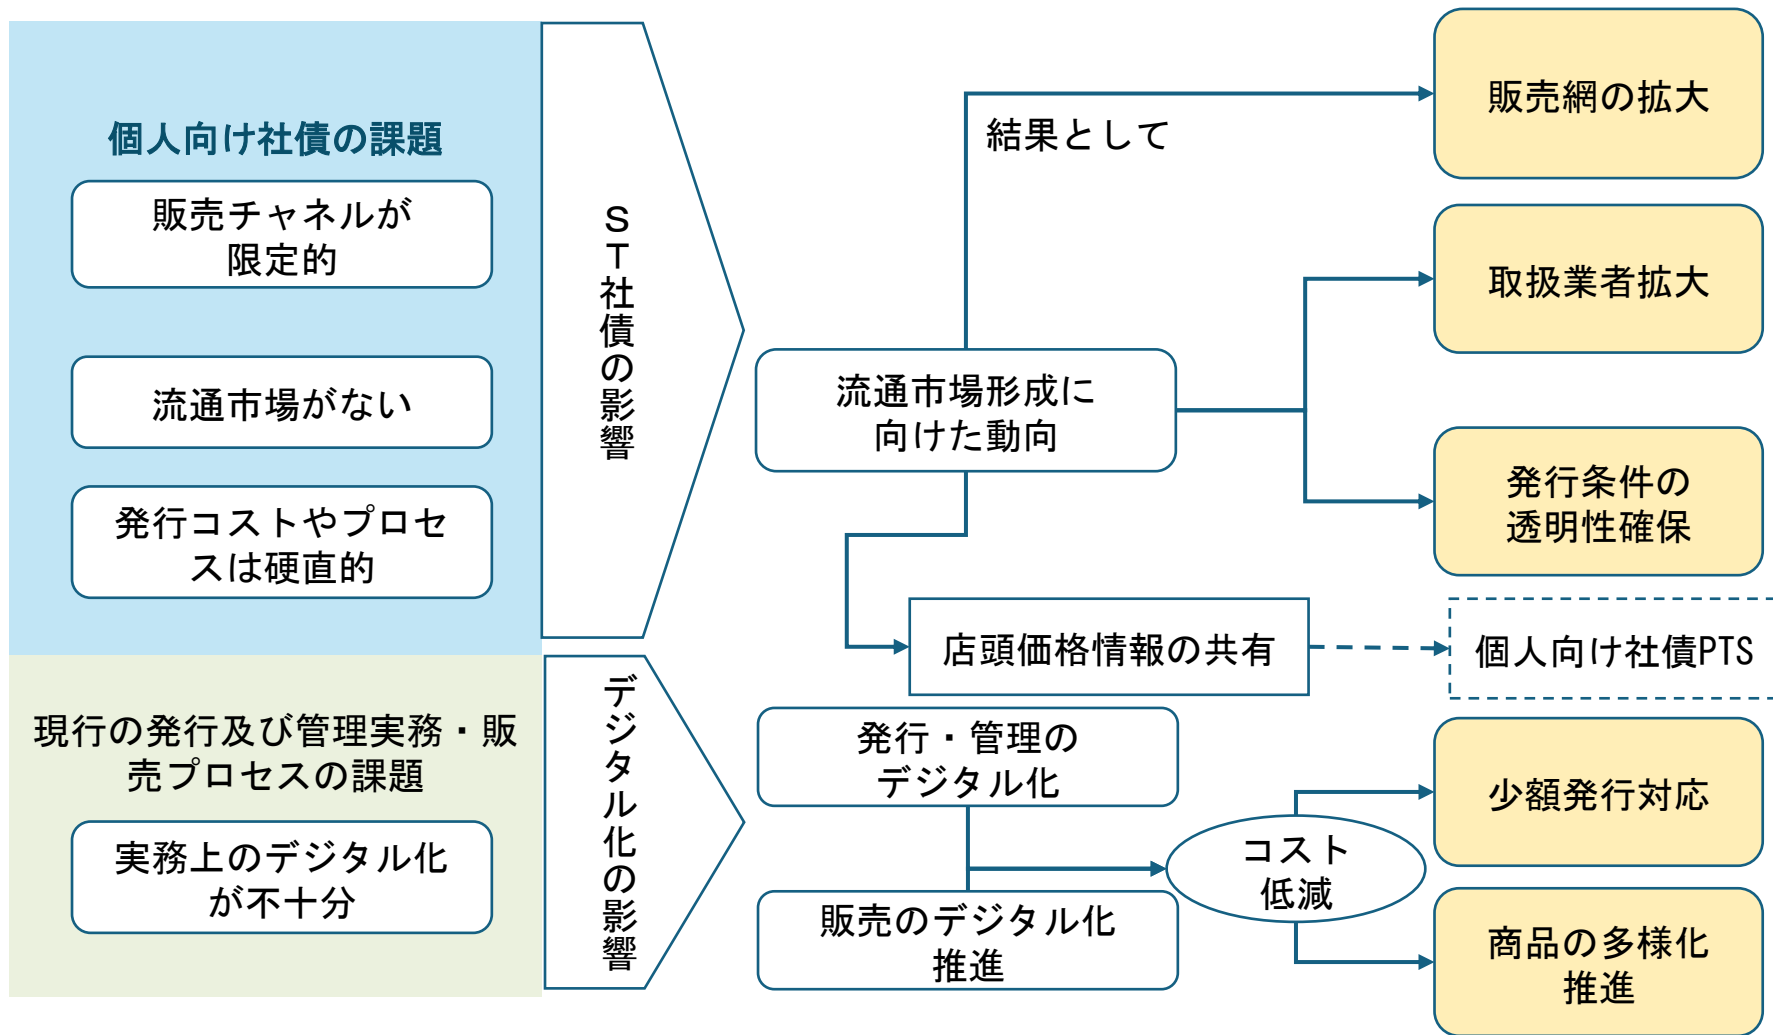 個人向け社債の課題
販売チャネルが
限定的
流通市場がない
発行コストやプロセ
スは硬直的
ＳＴ社債の影響
現行の発行及び管理実務・販
売プロセスの課題
実務上のデジタル化
が不十分
デジタル化の影響
結果として
流通市場形成に
向けた動向
店頭価格情報の共有
発行・管理の
デジタル化
販売のデジタル化
推進
コスト
低減
販売網の拡大
取扱業者拡大
発行条件の
透明性確保
個人向け社債PTS
少額発行対応
商品の多様化
推進